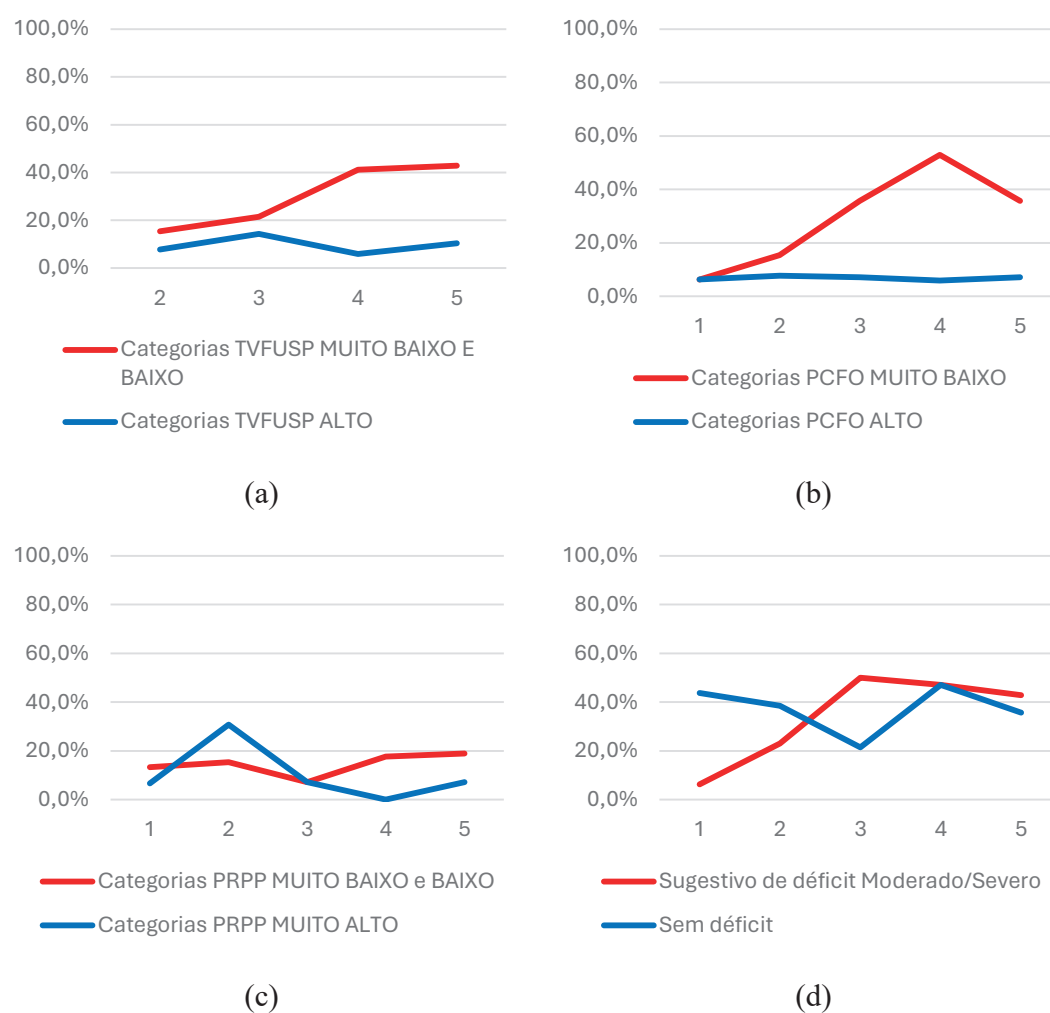 100,0%
80,0%
60,0%
40,0%
20,0%
0,0%
2 3 4 5
Categorias TVFUSP MUITO BAIXO E
BAIXO
Categorias TVFUSP ALTO
(a)
100,0%
80,0%
60,0%
40,0%
20,0%
0,0%
1 2 3 4 5
Categorias PCFO MUITO BAIXO
Categorias PCFO ALTO
(b)
100,0%
80,0%
60,0%
40,0%
20,0%
0,0%
1 2 3 4 5
Categorias PRPP MUITO BAIXO e BAIXO
Categorias PRPP MUITO ALTO
(c)
100,0%
80,0%
60,0%
40,0%
20,0%
0,0%
1 2 3 4 5
Sugestivo de déficit Moderado/Severo
Sem déficit
(d)